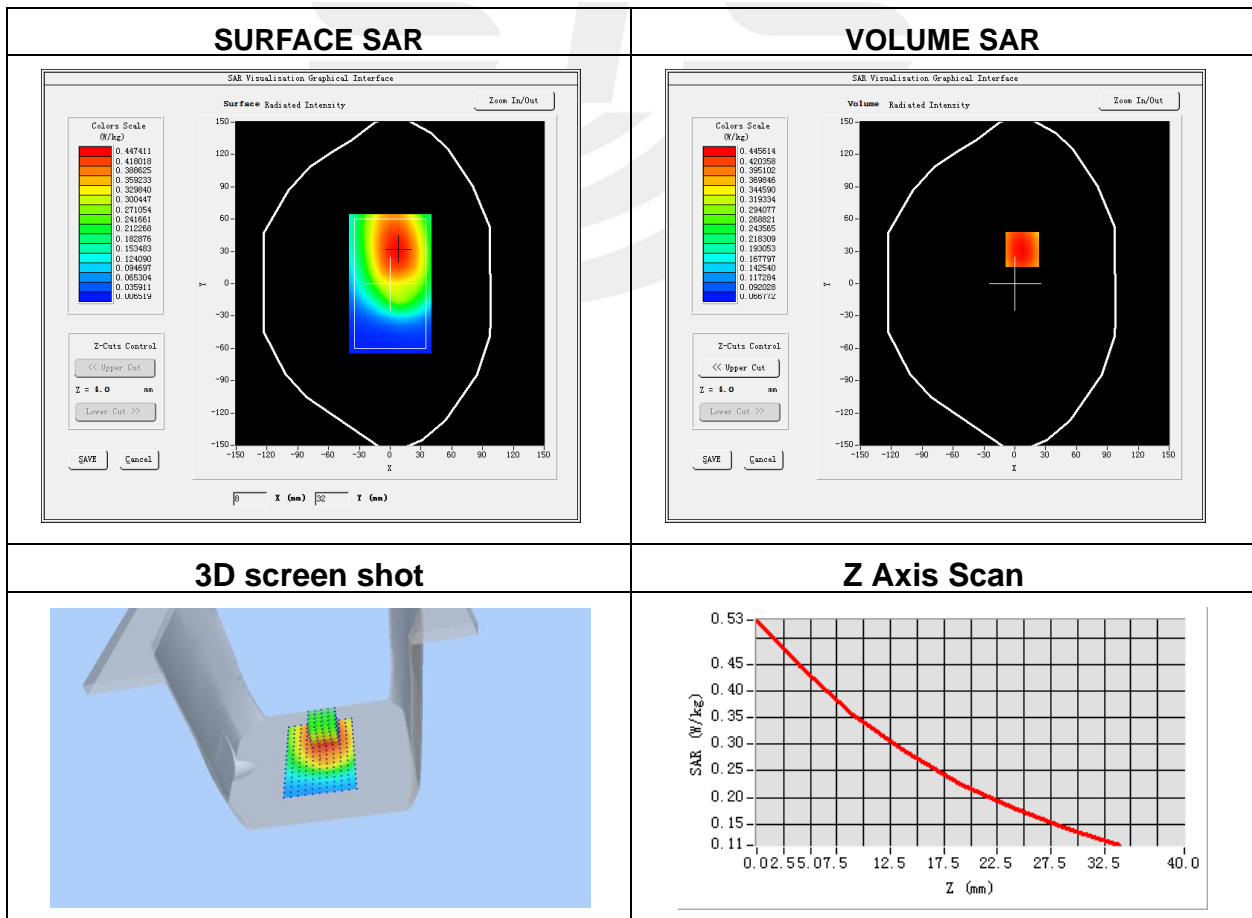 SURFACE SAR
VOLUME SAR
SAR Visualisation Graphical Interface
Surface Radiated Intensity
Zoom In/Out
Colors Scale
(W/kg)
0.447411
0.418018
0.388625
0.359233
0.329840
0.300447
0.271054
0.241661
0.212268
0.182876
0.153483
0.124090
0.094697
0.065304
0.035911
0.006519
150
120
90
60
30
0
-30
-60
-90
-120
-150
Y
-150 -120 -90 -60 -30 0 30 60 90 120 150
X
Z-Cuts Control
<< Upper Cut
Z = 4.0 mm
Lower Cut >>
SAVE Cancel
8 X (mm) 32 Y (mm)
SAR Visualisation Graphical Interface
Volume Radiated Intensity
Zoom In/Out
Colors Scale
(W/kg)
0.445614
0.420358
0.395102
0.369846
0.344590
0.319334
0.294077
0.268821
0.243565
0.218309
0.193053
0.167797
0.142540
0.117284
0.092028
0.066772
150
120
90
60
30
0
-30
-60
-90
-120
-150
Y
-150 -120 -90 -60 -30 0 30 60 90 120 150
X
Z-Cuts Control
<< Upper Cut
Z = 4.0 mm
Lower Cut >>
SAVE Cancel
3D screen shot
Z Axis Scan
0.53
0.45
0.40
0.35
0.30
0.25
0.20
0.15
0.11
SAR (W/kg)
0.0 2.5 5.0 7.5 12.5 17.5 22.5 27.5 32.5 40.0
Z (mm)